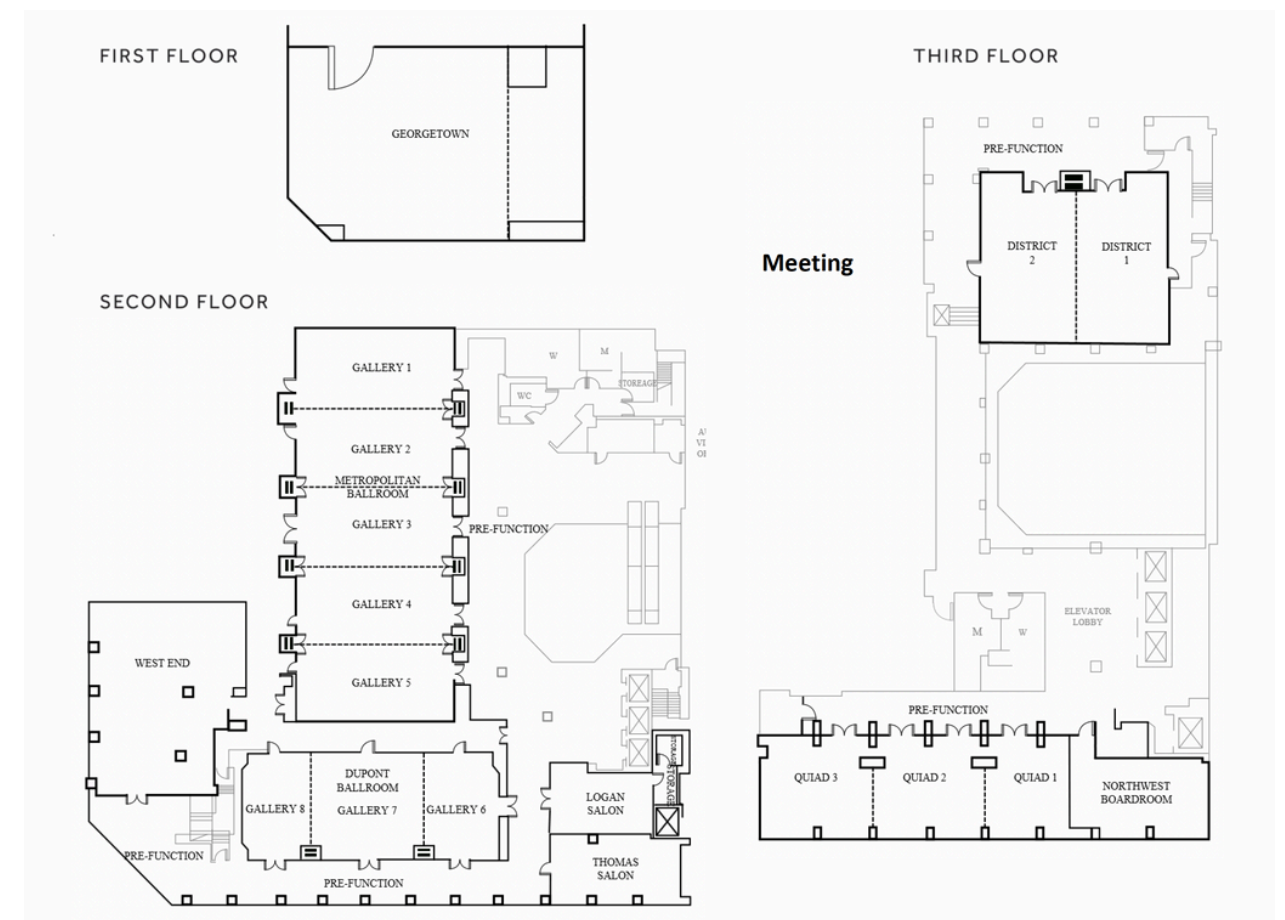 FIRST FLOOR
GEORGETOWN
THIRD FLOOR
PRE-FUNCTION
DISTRICT
2
DISTRICT
1
Meeting
SECOND FLOOR
GALLERY 1
W
M
STOREAGE
WC
GALLERY 2
METROPOLITAN
BALLROOM
GALLERY 3
PRE-FUNCTION
GALLERY 4
GALLERY 5
WEST END
DUPONT
BALLROOM
GALLERY 8
GALLERY 7
GALLERY 6
STORAGE
STORAGE
LOGAN
SALON
THOMAS
SALON
PRE-FUNCTION
PRE-FUNCTION
ELEVATOR
LOBBY
M
W
PRE-FUNCTION
QUIAD 3
QUIAD 2
QUIAD 1
NORTHWEST
BOARDROOM